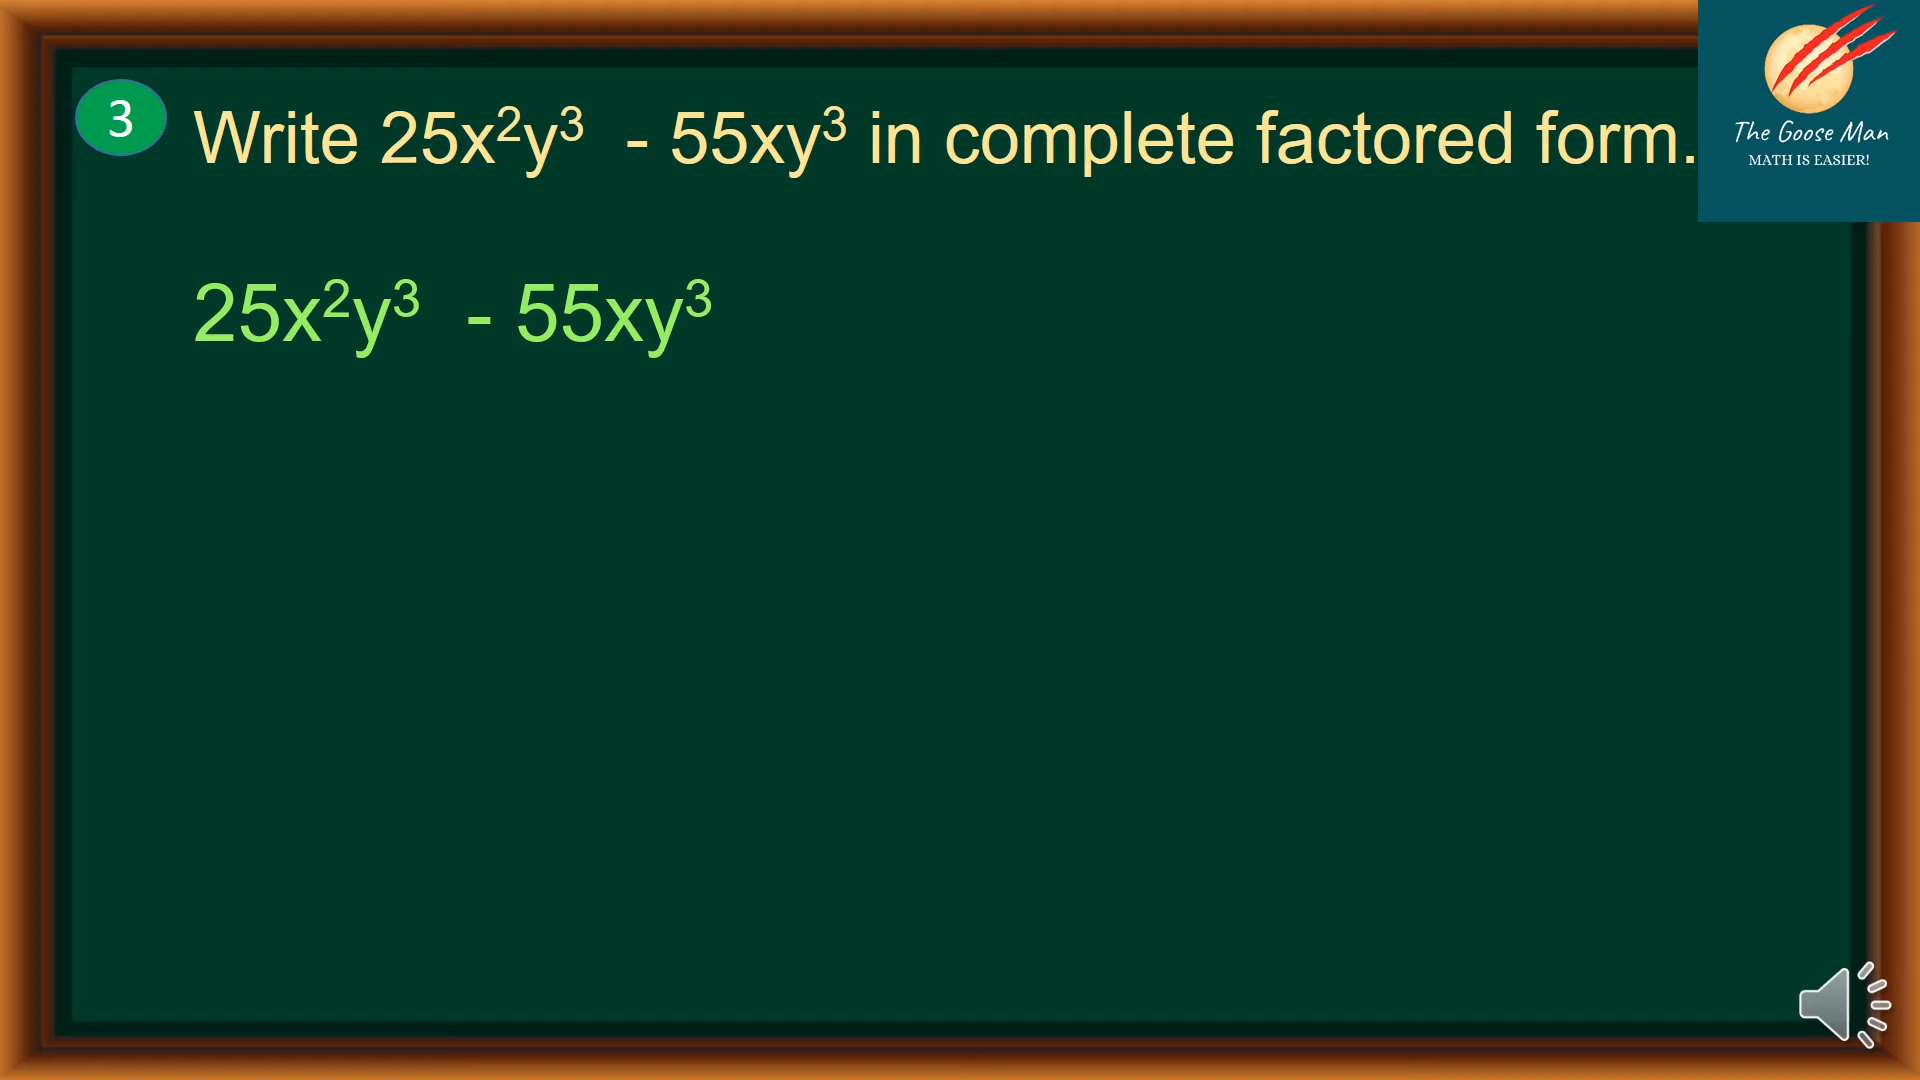 3
Write 25x²y³ - 55xy³ in complete factored form.
The Goose Man
MATH IS EASIER!
25x²y³ - 55xy³